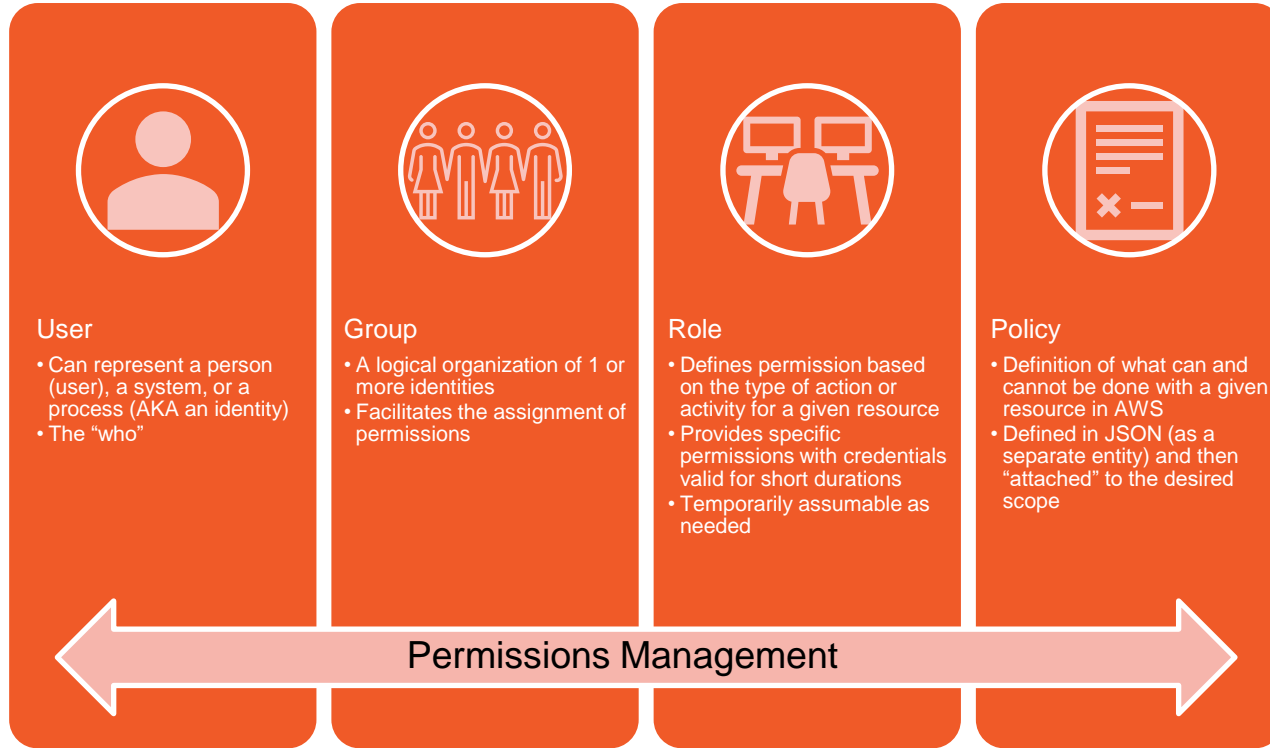 User
• Can represent a person
(user), a system, or a
process (AKA an identity)
• The “who”
Group
• A logical organization of 1 or
more identities
• Facilitates the assignment of
permissions
Role
• Defines permission based
on the type of action or
activity for a given resource
• Provides specific
permissions with credentials
valid for short durations
• Temporarily assumable as
needed
Policy
• Definition of what can and
cannot be done with a given
resource in AWS
• Defined in JSON (as a
separate entity) and then
“attached” to the desired
scope
Permissions Management